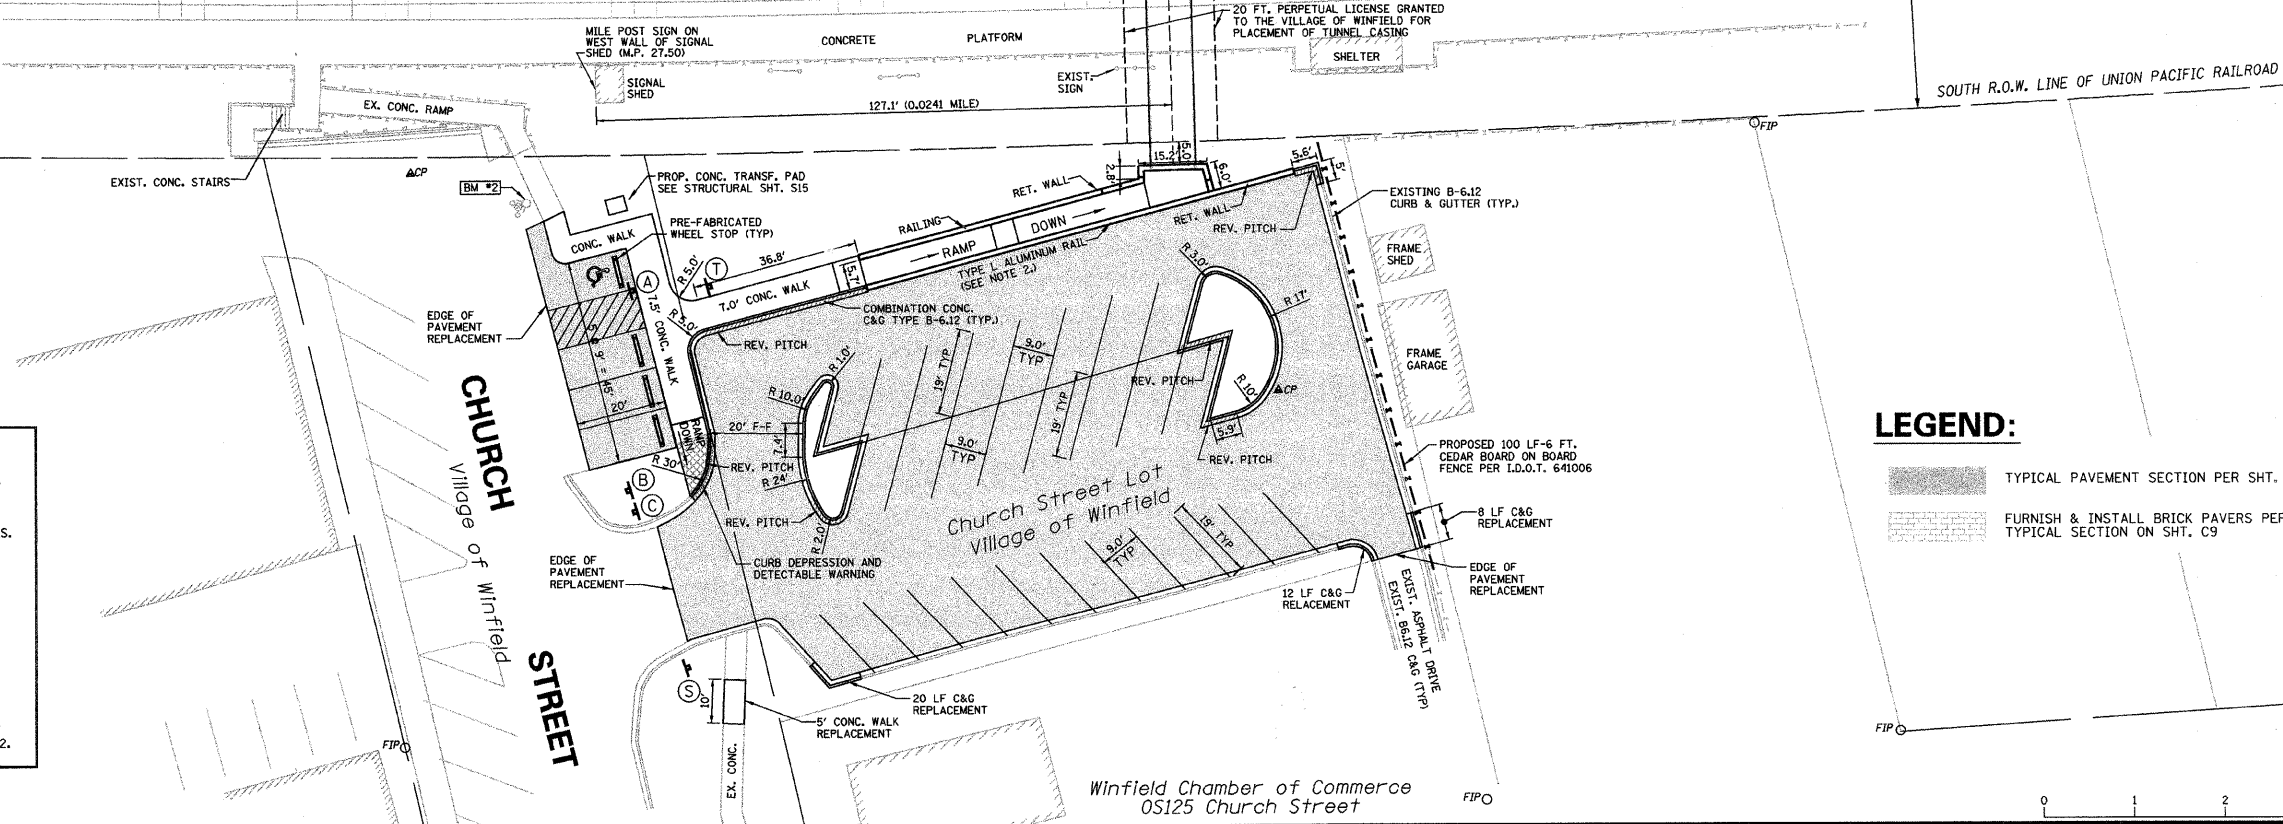 20 FT. PERPETUAL LICENSE GRANTED
TO THE VILLAGE OF WINFIELD FOR
PLACEMENT OF TUNNEL CASING
MILE POST SIGN ON
WEST WALL OF SIGNAL
SHED (M.P. 27.50)
CONCRETE PLATFORM
SHELTER
SIGNAL
SHED
EXIST.
SIGN
127.1' (0.0241 MILE)
SOUTH R.O.W. LINE OF UNION PACIFIC RAILROAD
EX. CONC. RAMP
FIP
EXIST. CONC. STAIRS
CP
BM #2
PROP. CONC. TRANSF. PAD
SEE STRUCTURAL SHT. S15
RET. WALL
2.8'
15.2'
5.0'
6.0'
5.6'
5'
EXISTING B-6.12
CURB & GUTTER (TYP.)
PRE-FABRICATED
WHEEL STOP (TYP)
CONC. WALK
RAILING
DOWN
RAMP
RET. WALL
REV. PITCH
R 5.0'
T
36.8'
5.7'
TYPE L ALUMINUM RAIL
(SEE NOTE 2.)
FRAME
SHED
R 3.0'
A
7.0' CONC. WALK
7.5' CONC. WALK
R 5.0'
COMBINATION CONC.
C&G TYPE B-6.12 (TYP.)
R 17'
EDGE OF
PAVEMENT
REPLACEMENT
5 @ 9' = 45'
20'
REV. PITCH
R 1.0'
19' TYP
9.0'
TYP
FRAME
GARAGE
REV. PITCH
R 10'
CP
R 10.0'
19' TYP
CHURCH
Village of Winfield
STREET
RAMP
DOWN
20' F-F
7.4'
9.0'
TYP
5.9'
LEGEND:
R 30'
REV. PITCH
R 24'
REV. PITCH
PROPOSED 100 LF-6 FT.
CEDAR BOARD ON BOARD
FENCE PER I.D.O.T. 641006
TYPICAL PAVEMENT SECTION PER SHT.
B
C
Church Street Lot
Village of Winfield
REV. PITCH
R 2.0'
19' TYP
9.0'
TYP
8 LF C&G
REPLACEMENT
FURNISH & INSTALL BRICK PAVERS PER
TYPICAL SECTION ON SHT. C9
S.
CURB DEPRESSION AND
DETECTABLE WARNING
EDGE OF
PAVEMENT
REPLACEMENT
12 LF C&G
RELACEMENT
EDGE OF
PAVEMENT
REPLACEMENT
EXIST. ASPHALT DRIVE
EXIST. B6.12 C&G (TYP)
S
10'
20 LF C&G
REPLACEMENT
5' CONC. WALK
REPLACEMENT
EX. CONC.
2.
FIP
FIP
Winfield Chamber of Commerce
OS125 Church Street
FIP
0 1 2